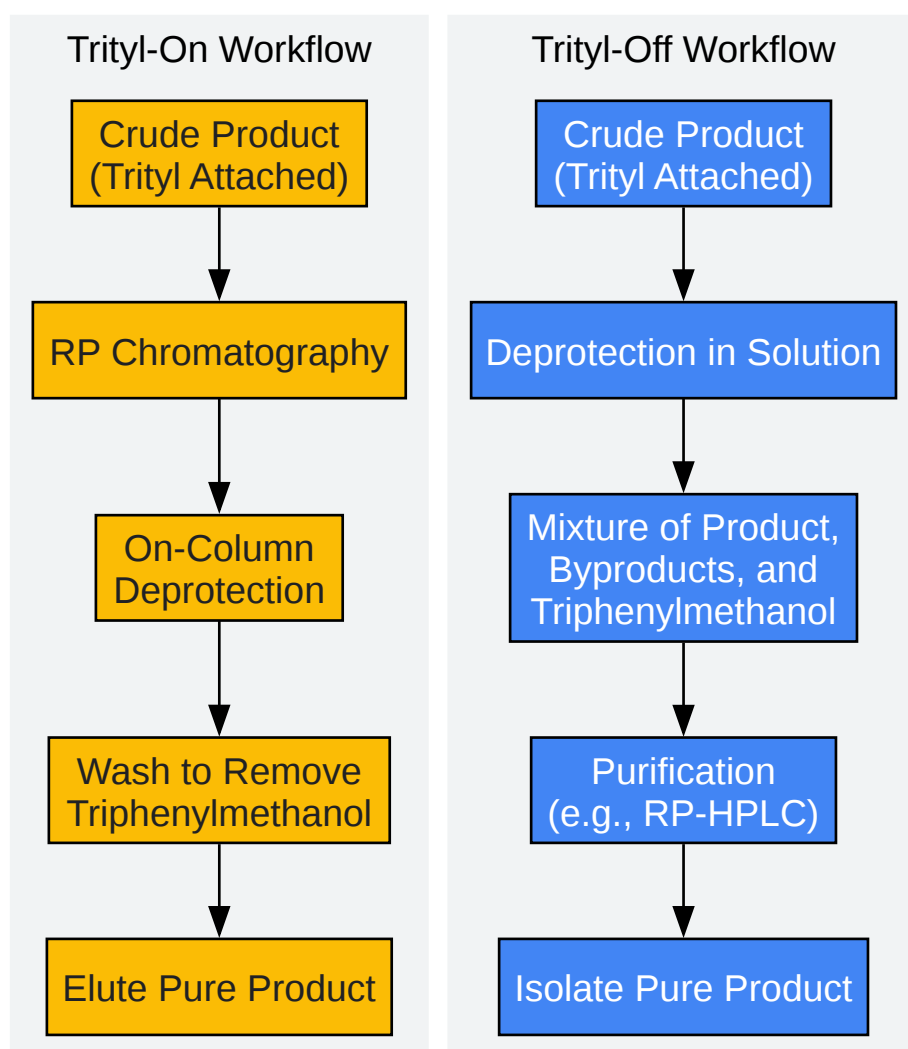 Trityl-On Workflow
Crude Product
(Trityl Attached)
RP Chromatography
On-Column
Deprotection
Wash to Remove
Triphenylmethanol
Elute Pure Product
Trityl-Off Workflow
Crude Product
(Trityl Attached)
Deprotection in Solution
Mixture of Product,
Byproducts, and
Triphenylmethanol
Purification
(e.g., RP-HPLC)
Isolate Pure Product